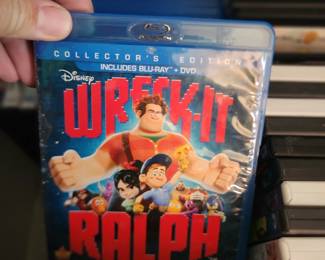 COLLECTOR'S EDITION
INCLUDES BLU-RAY + DVD
Disney
WRECK-IT
RALPH